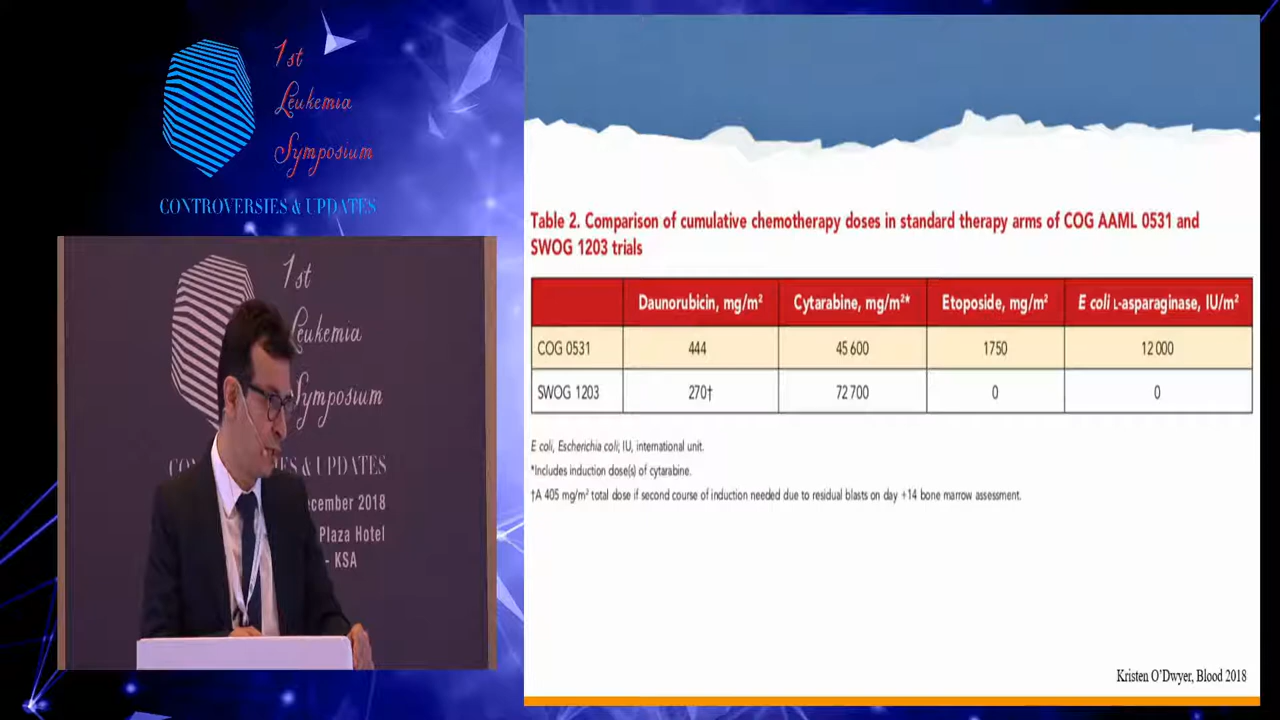 1st
Leukemia
Symposium
CONTROVERSIES & UPDATES
1st
Leukemia
Symposium
IES & UPDATES
ecember 2018
Plaza Hotel
- KSA
Table 2. Comparison of cumulative chemotherapy doses in standard therapy arms of COG AAML 0531 and
SWOG 1203 trials
Daunorubicin, mg/m² Cytarabine, mg/m²* Etoposide, mg/m² E coli L-asparaginase, IU/m²
COG 0531 444 45 600 1750 12 000
SWOG 1203 270† 72 700 0 0
E coli, Escherichia coli; IU, international unit.
*Includes induction dose(s) of cytarabine.
†A 405 mg/m² total dose if second course of induction needed due to residual blasts on day +14 bone marrow assessment.
Kristen O'Dwyer, Blood 2018